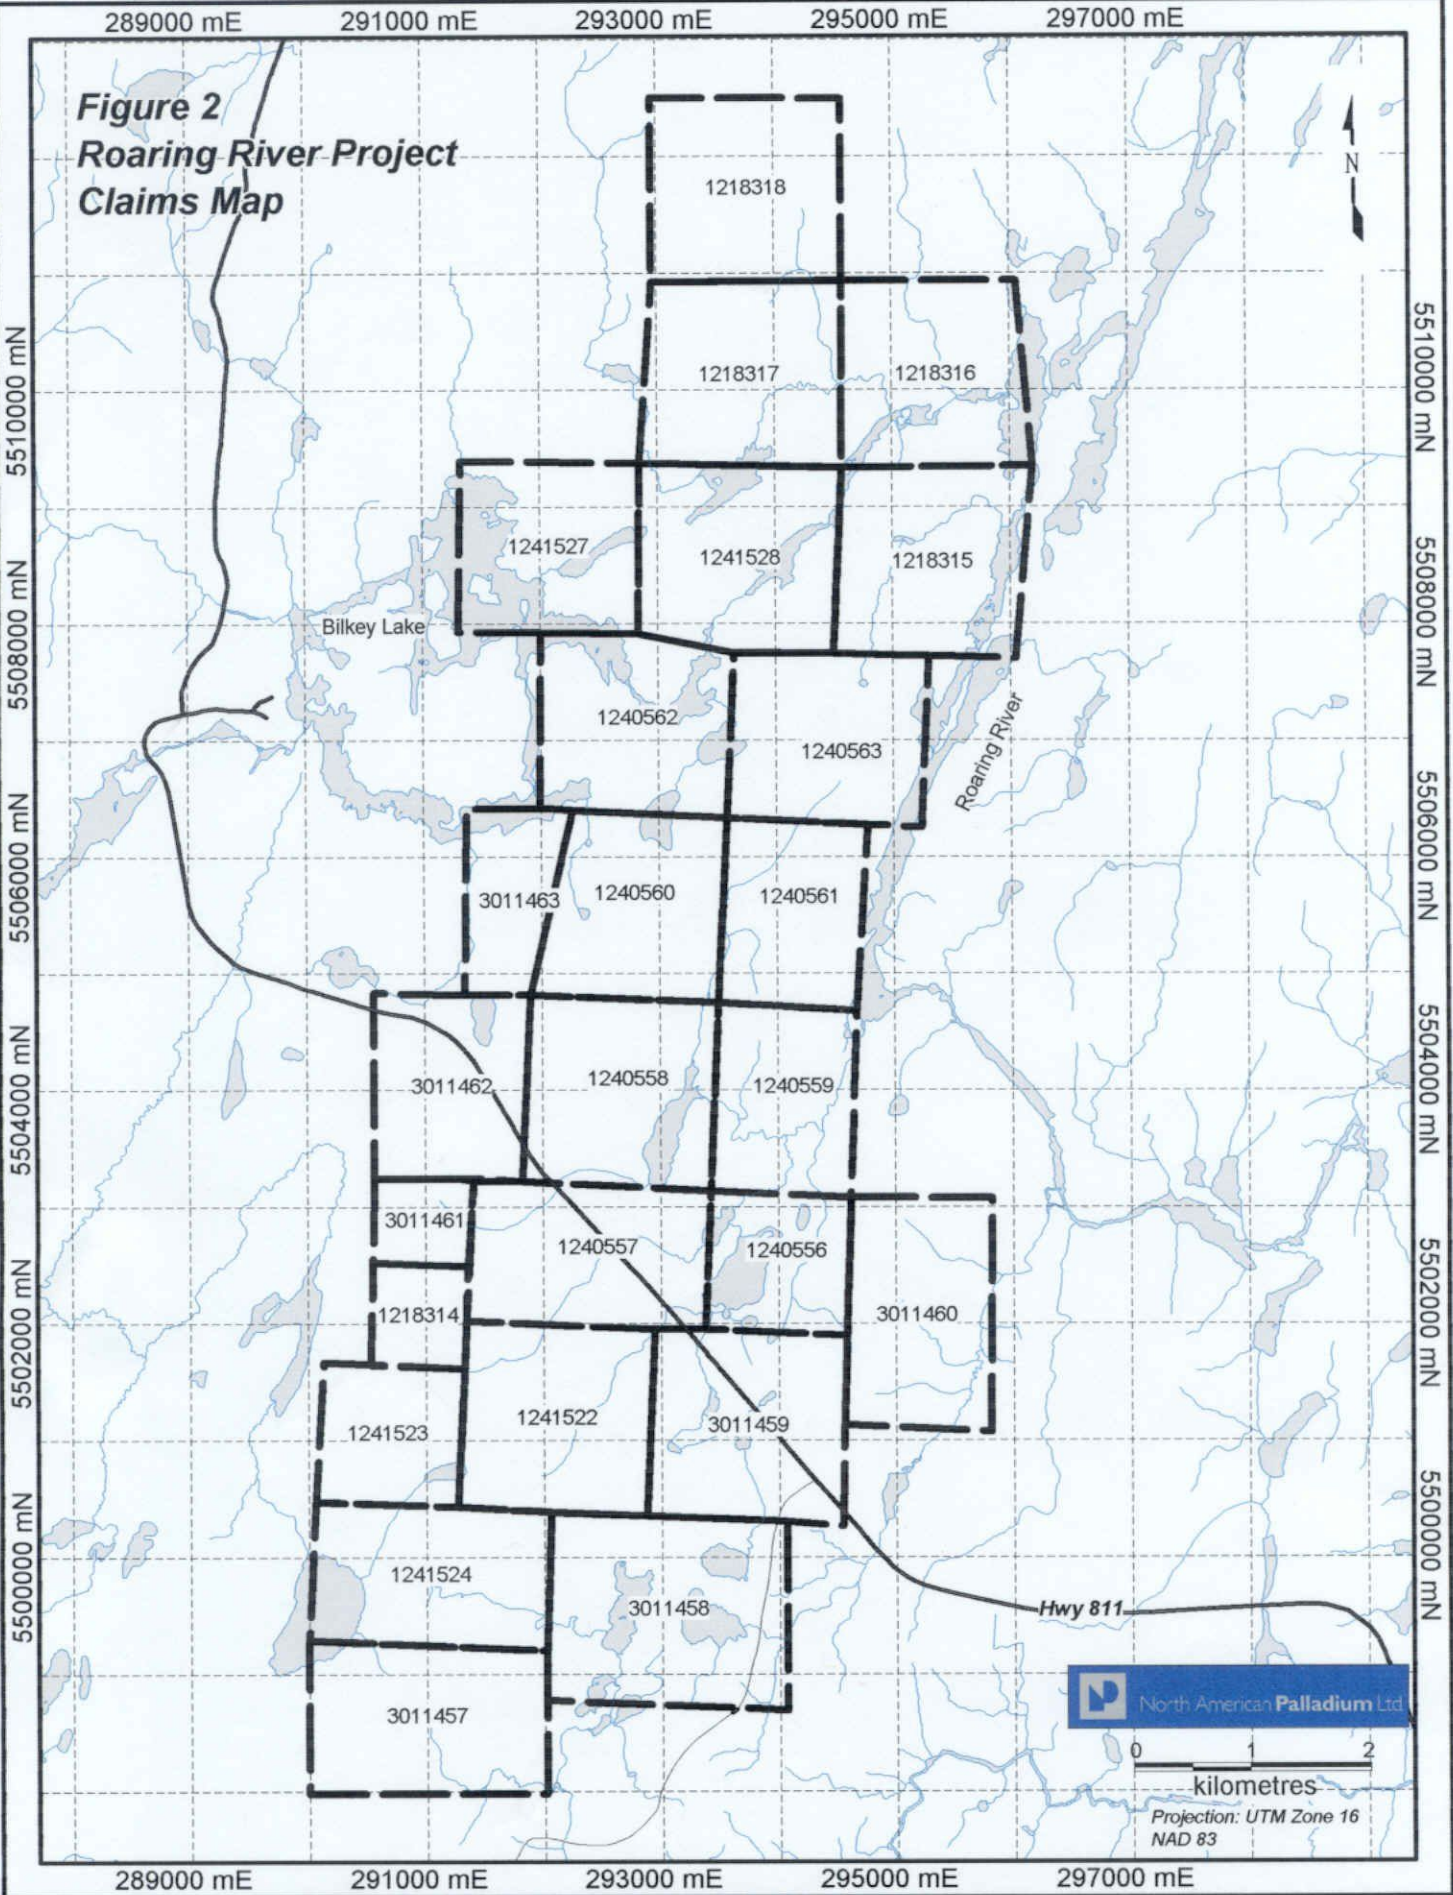 289000 mE 291000 mE 293000 mE 295000 mE 297000 mE
Figure 2
Roaring River Project
Claims Map
N
1218318
1218317
1218316
5510000 mN
5510000 mN
1241527
1241528
1218315
5508000 mN
5508000 mN
Bilkey Lake
1240562
1240563
Roaring River
5506000 mN
5506000 mN
3011463
1240560
1240561
3011462
1240558
1240559
5504000 mN
5504000 mN
3011461
1240557
1240556
1218314
3011460
5502000 mN
5502000 mN
1241523
1241522
3011459
1241524
3011458
5500000 mN
5500000 mN
Hwy 811
3011457
NP North American Palladium Ltd
0 1 2
kilometres
Projection: UTM Zone 16
NAD 83
289000 mE 291000 mE 293000 mE 295000 mE 297000 mE